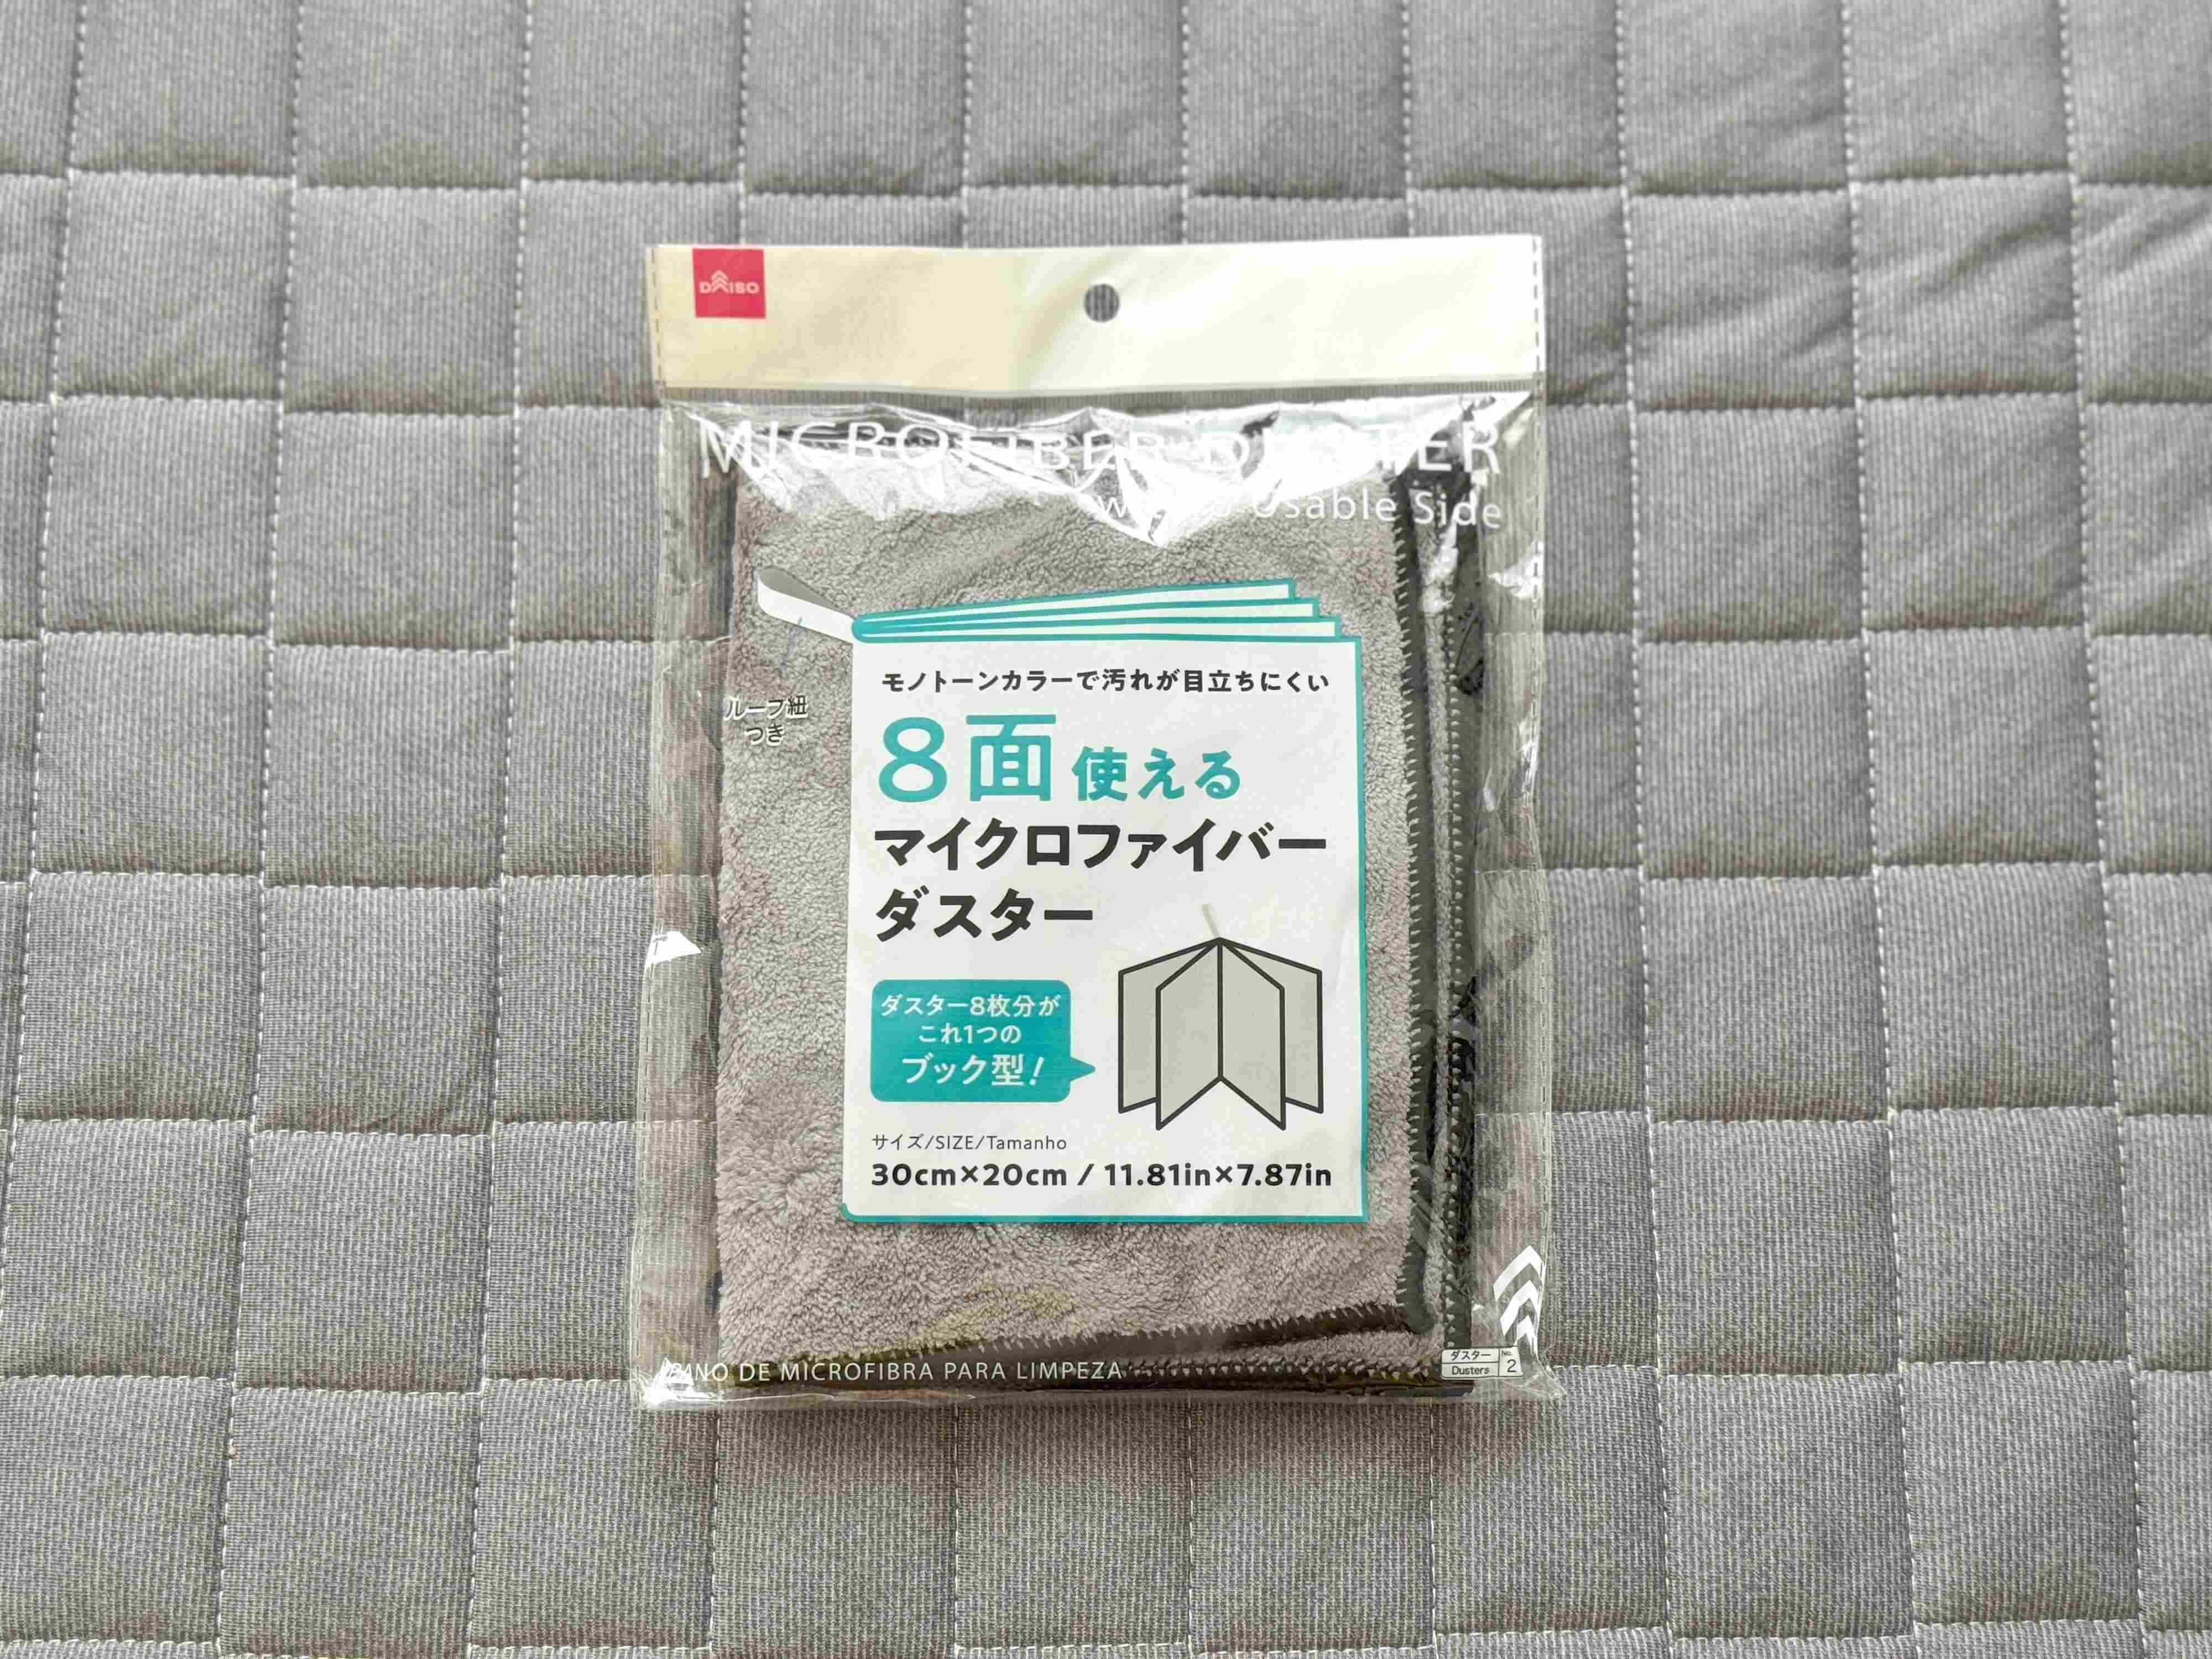 DAISO
MICROFIBER DUSTER
Usable Side
ループ紐
つき
モノトーンカラーで汚れが目立ちにくい
8面使える
マイクロファイバー
ダスター
ダスター8枚分が
これ1つの
ブック型!
サイズ/SIZE/Tamanho
30cm×20cm / 11.81in×7.87in
PANO DE MICROFIBRA PARA LIMPEZA
ダスター No.
Dusters 2